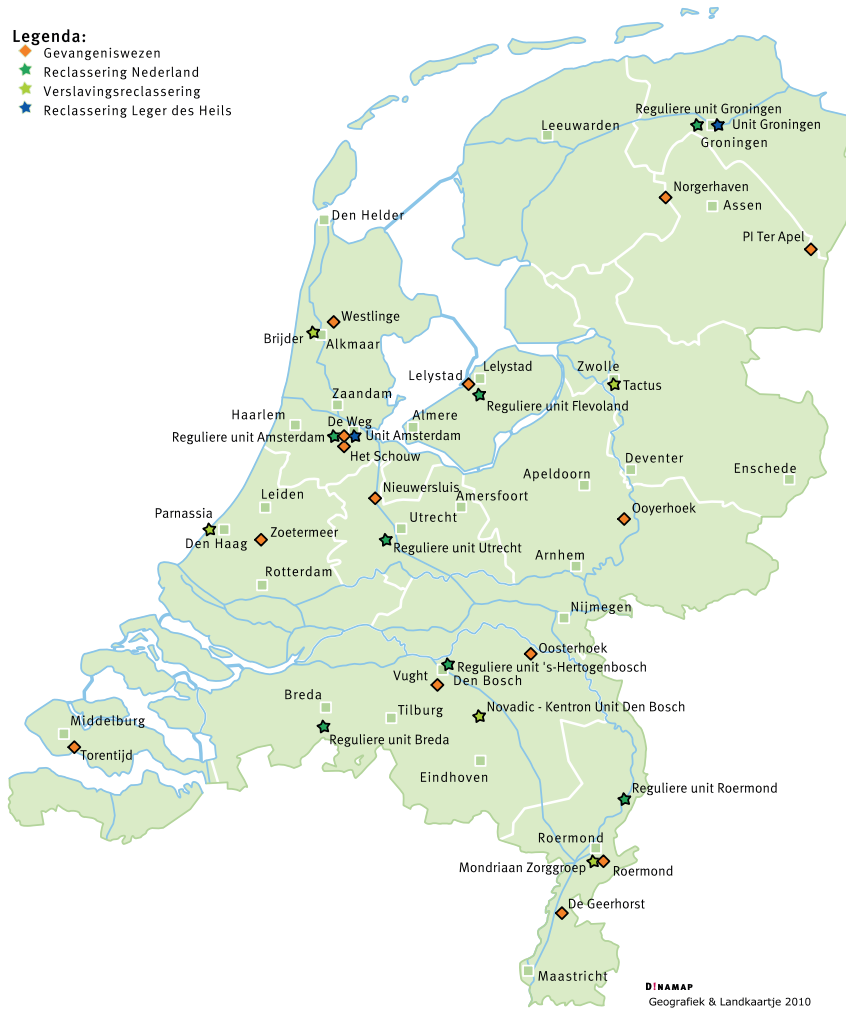 Legenda:
Gevangeniswezen
Reclassering Nederland
Verslavingsreclassering
Reclassering Leger des Heils
Reguliere unit Groningen
Leeuwarden
Unit Groningen
Groningen
Norgerhaven
Assen
Den Helder
PI Ter Apel
Westlinge
Brijder
Alkmaar
Zwolle
Lelystad
Lelystad
Tactus
Zaandam
Reguliere unit Flevoland
Haarlem
Almere
De Weg
Reguliere unit Amsterdam
Unit Amsterdam
Het Schouw
Deventer
Enschede
Apeldoorn
Nieuwersluis
Leiden
Amersfoort
Ooyerhoek
Parnassia
Utrecht
Zoetermeer
Den Haag
Reguliere unit Utrecht
Arnhem
Rotterdam
Nijmegen
Oosterhoek
Reguliere unit 's-Hertogenbosch
Vught
Den Bosch
Breda
Novadic - Kentron Unit Den Bosch
Tilburg
Middelburg
Reguliere unit Breda
Torentijd
Eindhoven
Reguliere unit Roermond
Roermond
Mondriaan Zorggroep
Roermond
De Geerhorst
Maastricht
D!NAMAP
Geografiek & Landkaartje 2010